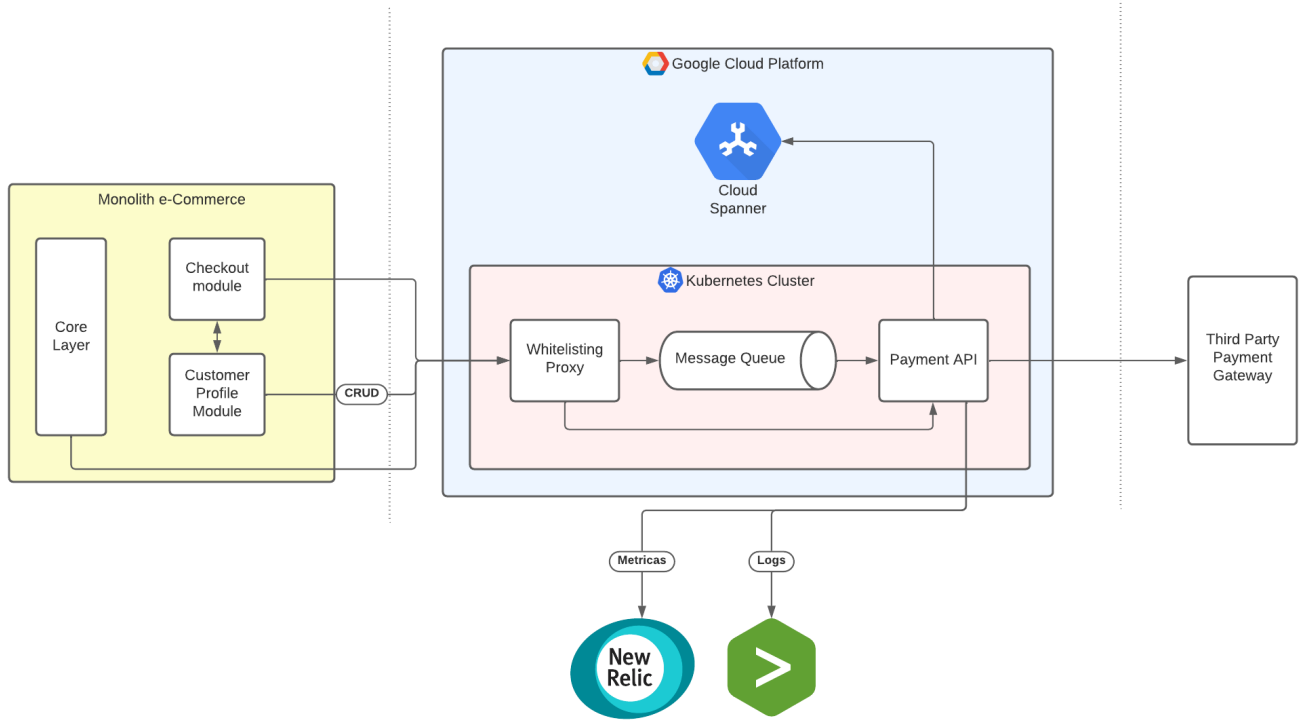 Google Cloud Platform
Cloud
Spanner
Monolith e-Commerce
Core
Layer
Checkout
module
Customer
Profile
Module
CRUD
Kubernetes Cluster
Whitelisting
Proxy
Message Queue
Payment API
Third Party
Payment
Gateway
Metricas
Logs
New
Relic
>